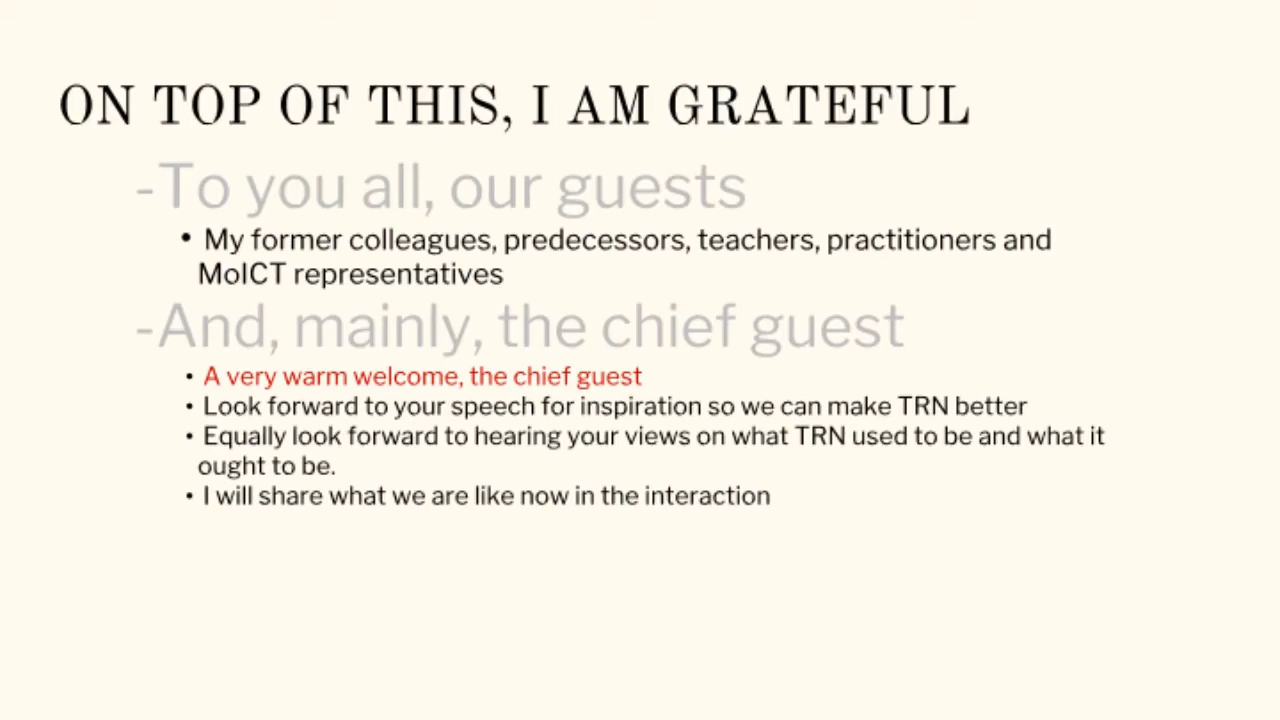 ON TOP OF THIS, I AM GRATEFUL
-To you all, our guests
• My former colleagues, predecessors, teachers, practitioners and
MoICT representatives
-And, mainly, the chief guest
• A very warm welcome, the chief guest
• Look forward to your speech for inspiration so we can make TRN better
• Equally look forward to hearing your views on what TRN used to be and what it
ought to be.
• I will share what we are like now in the interaction